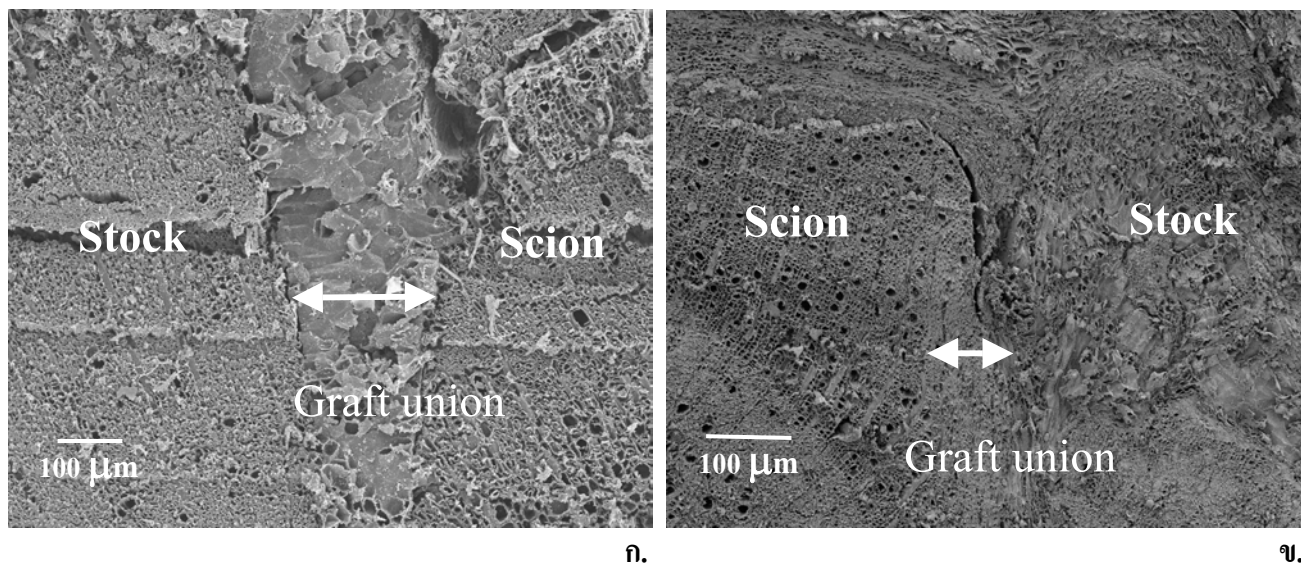 Stock
Scion
Graft union
100 µm
ก.
Scion
Stock
Graft union
100 µm
ข.